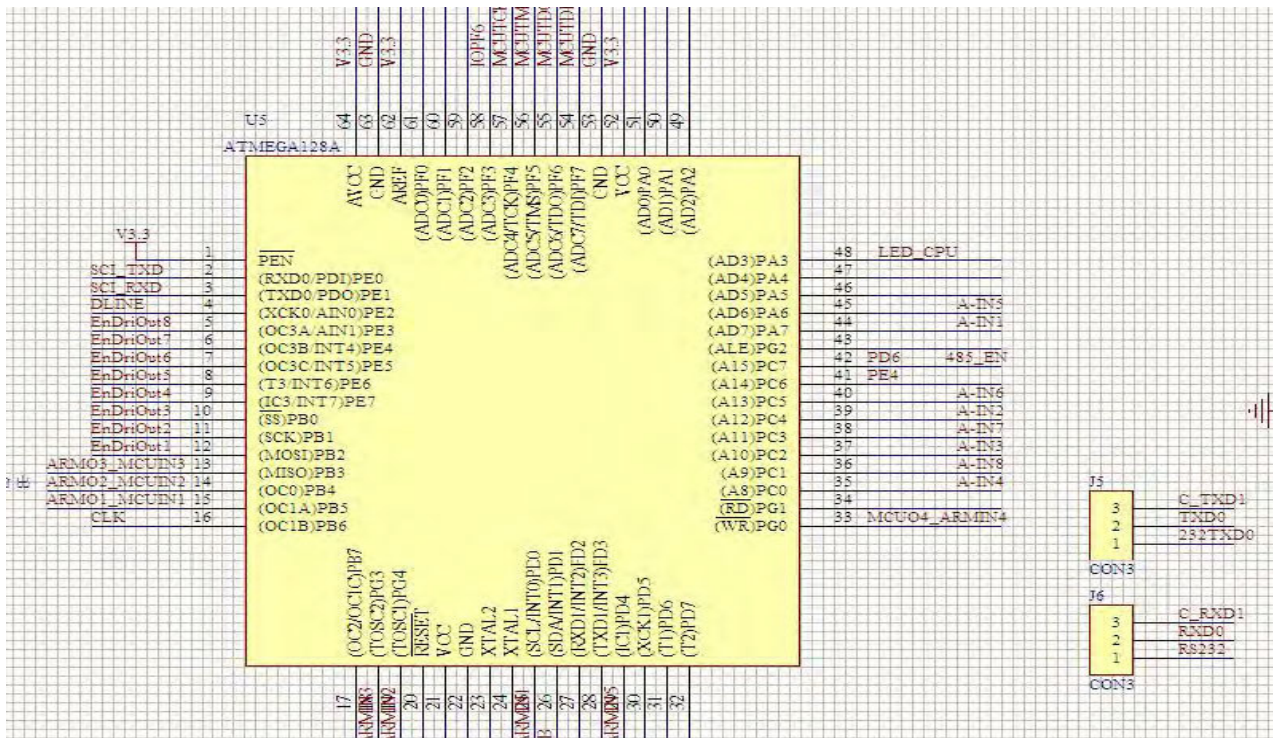 V3.3
GND
V3.3
IOPF6
GND
V3.3
U5
64
63
62
61
60
59
58
57
56
55
54
53
52
51
50
49
ATMEGA128A
AVCC
GND
AREF
(ADC0)PF0
(ADC1)PF1
(ADC2)PF2
(ADC3)PF3
(ADC4/TCK)PF4
(ADC5/TMS)PF5
(ADC6/TDO)PF6
(ADC7/TDI)PF7
GND
VCC
(AD0)PA0
(AD1)PA1
(AD2)PA2
V3.3
1 PEN
SCI_TXD 2 (RXD0/PDI)PE0
SCI_RXD 3 (TXD0/PDO)PE1
DLINE 4 (XCK0/AIN0)PE2
EnDriOut8 5 (OC3A/AIN1)PE3
EnDriOut7 6 (OC3B/INT4)PE4
EnDriOut6 7 (OC3C/INT5)PE5
EnDriOut5 8 (T3/INT6)PE6
EnDriOut4 9 (IC3/INT7)PE7
EnDriOut3 10 (SS)PB0
EnDriOut2 11 (SCK)PB1
EnDriOut1 12 (MOSI)PB2
ARMO3_MCUIN3 13 (MISO)PB3
ARMO2_MCUIN2 14 (OC0)PB4
ARMO1_MCUIN1 15 (OC1A)PB5
CLK 16 (OC1B)PB6
(AD3)PA3 48 LED_CPU
(AD4)PA4 47
(AD5)PA5 46
(AD6)PA6 45 A-IN5
(AD7)PA7 44 A-IN1
(ALE)PG2 43
(A15)PC7 42 PD6 485_EN
(A14)PC6 41 PE4
(A13)PC5 40 A-IN6
(A12)PC4 39 A-IN2
(A11)PC3 38 A-IN7
(A10)PC2 37 A-IN3
(A9)PC1 36 A-IN8
(A8)PC0 35 A-IN4
(RD)PG1 34
(WR)PG0 33 MCUO4_ARMIN4
(OC2/OC1C)PB7
(TOSC2)PG3
(TOSC1)PG4
RESET
VCC
GND
XTAL2
XTAL1
(SCL/INT0)PD0
(SDA/INT1)PD1
(RXD1/INT2)FD2
(TXD1/INT3)FD3
(IC1)PD4
(XCK1)PD5
(T1)PD6
(T2)PD7
17
20
21
22
23
24
26
27
28
30
31
32
J5
3 C_TXD1
2 TXD0
1 232TXD0
CON3
J6
3 C_RXD1
2 RXD0
1 RS232
CON3